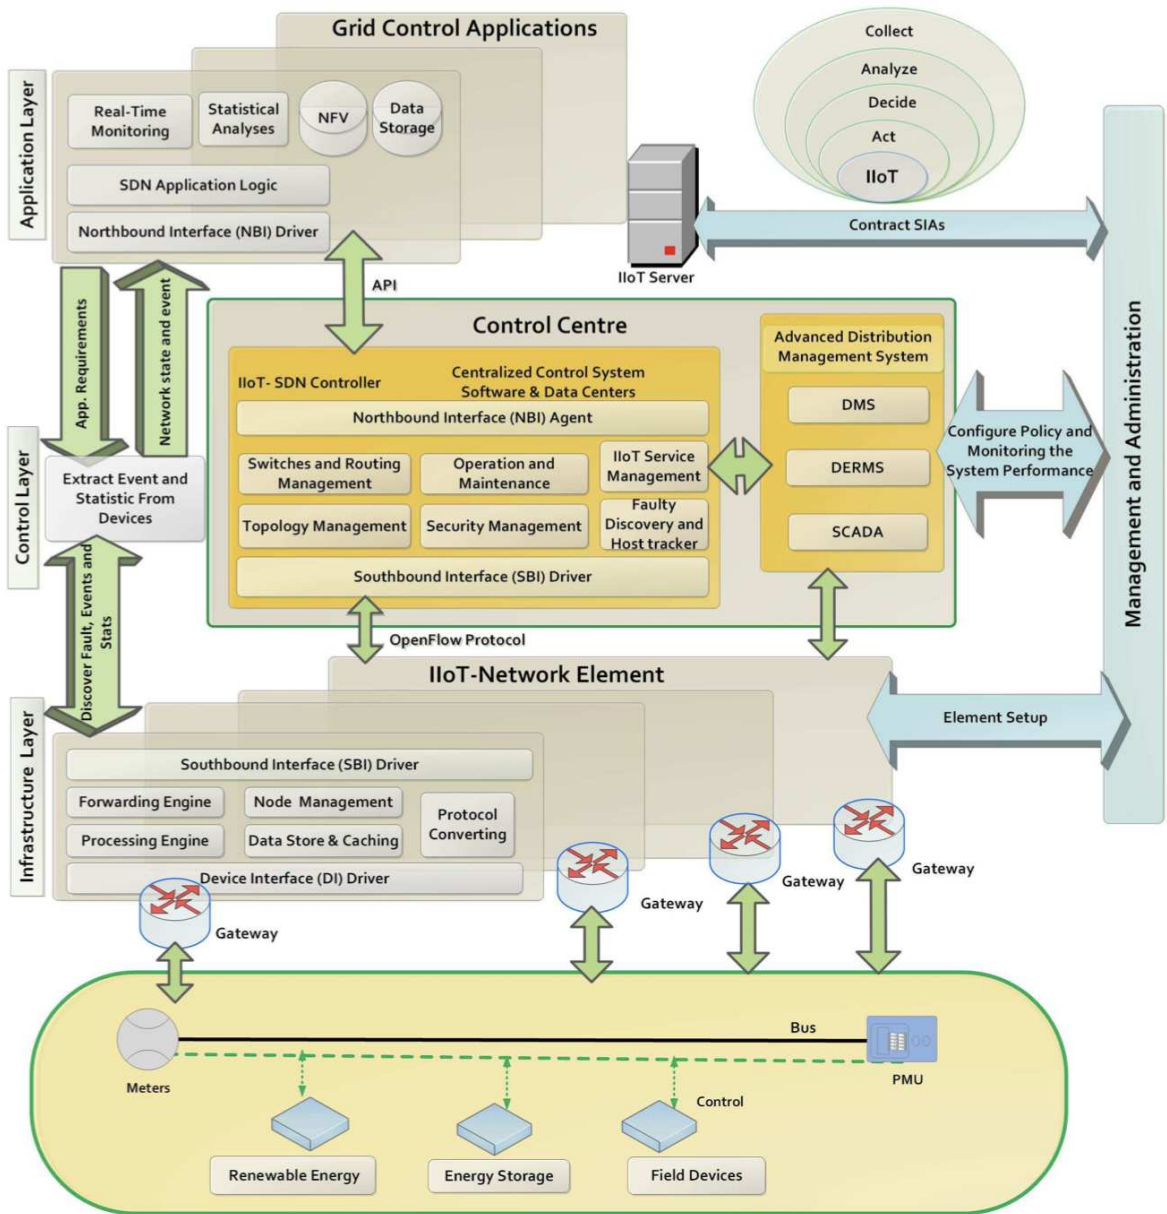 Grid Control Applications
Application Layer
Real-Time
Monitoring
Statistical
Analyses
NFV
Data
Storage
SDN Application Logic
Northbound Interface (NBI) Driver
Collect
Analyze
Decide
Act
IIoT
IIoT Server
Contract SIAs
Management and Administration
App. Requirements
Network state and event
API
Control Layer
Extract Event and
Statistic From
Devices
Control Centre
IIoT- SDN Controller
Centralized Control System
Software & Data Centers
Northbound Interface (NBI) Agent
Switches and Routing
Management
Operation and
Maintenance
IIoT Service
Management
Topology Management
Security Management
Faulty
Discovery and
Host tracker
Southbound Interface (SBI) Driver
Advanced Distribution
Management System
DMS
DERMS
SCADA
Configure Policy and
Monitoring the
System Performance
Discover Fault, Events and
Stats
OpenFlow Protocol
IIoT-Network Element
Element Setup
Infrastructure Layer
Southbound Interface (SBI) Driver
Forwarding Engine
Node Management
Protocol
Converting
Processing Engine
Data Store & Caching
Device Interface (DI) Driver
Gateway
Gateway
Gateway
Gateway
Bus
Meters
PMU
Control
Renewable Energy
Energy Storage
Field Devices